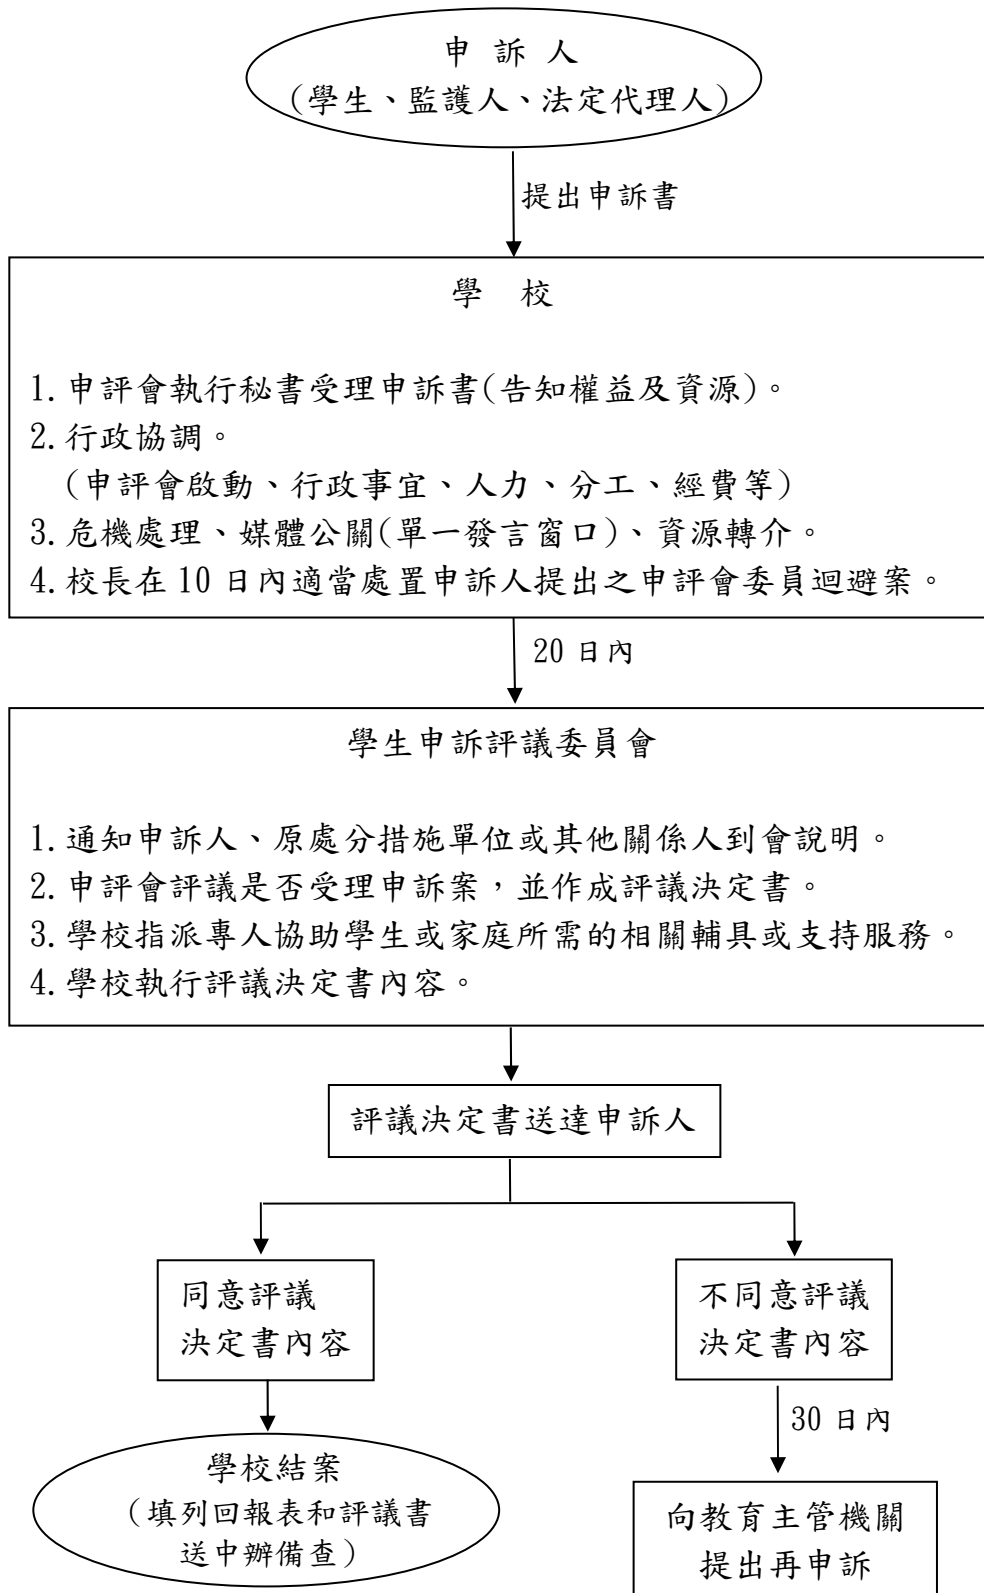 申 訴 人
(學生、監護人、法定代理人)
提出申訴書
學 校
1.申評會執行秘書受理申訴書(告知權益及資源)。
2.行政協調。
(申評會啟動、行政事宜、人力、分工、經費等)
3.危機處理、媒體公關(單一發言窗口)、資源轉介。
4.校長在 10 日內適當處置申訴人提出之申評會委員迴避案。
20 日內
學生申訴評議委員會
1.通知申訴人、原處分措施單位或其他關係人到會說明。
2.申評會評議是否受理申訴案，並作成評議決定書。
3.學校指派專人協助學生或家庭所需的相關輔具或支持服務。
4.學校執行評議決定書內容。
評議決定書送達申訴人
同意評議
決定書內容
不同意評議
決定書內容
30 日內
學校結案
（填列回報表和評議書
送中辦備查）
向教育主管機關
提出再申訴